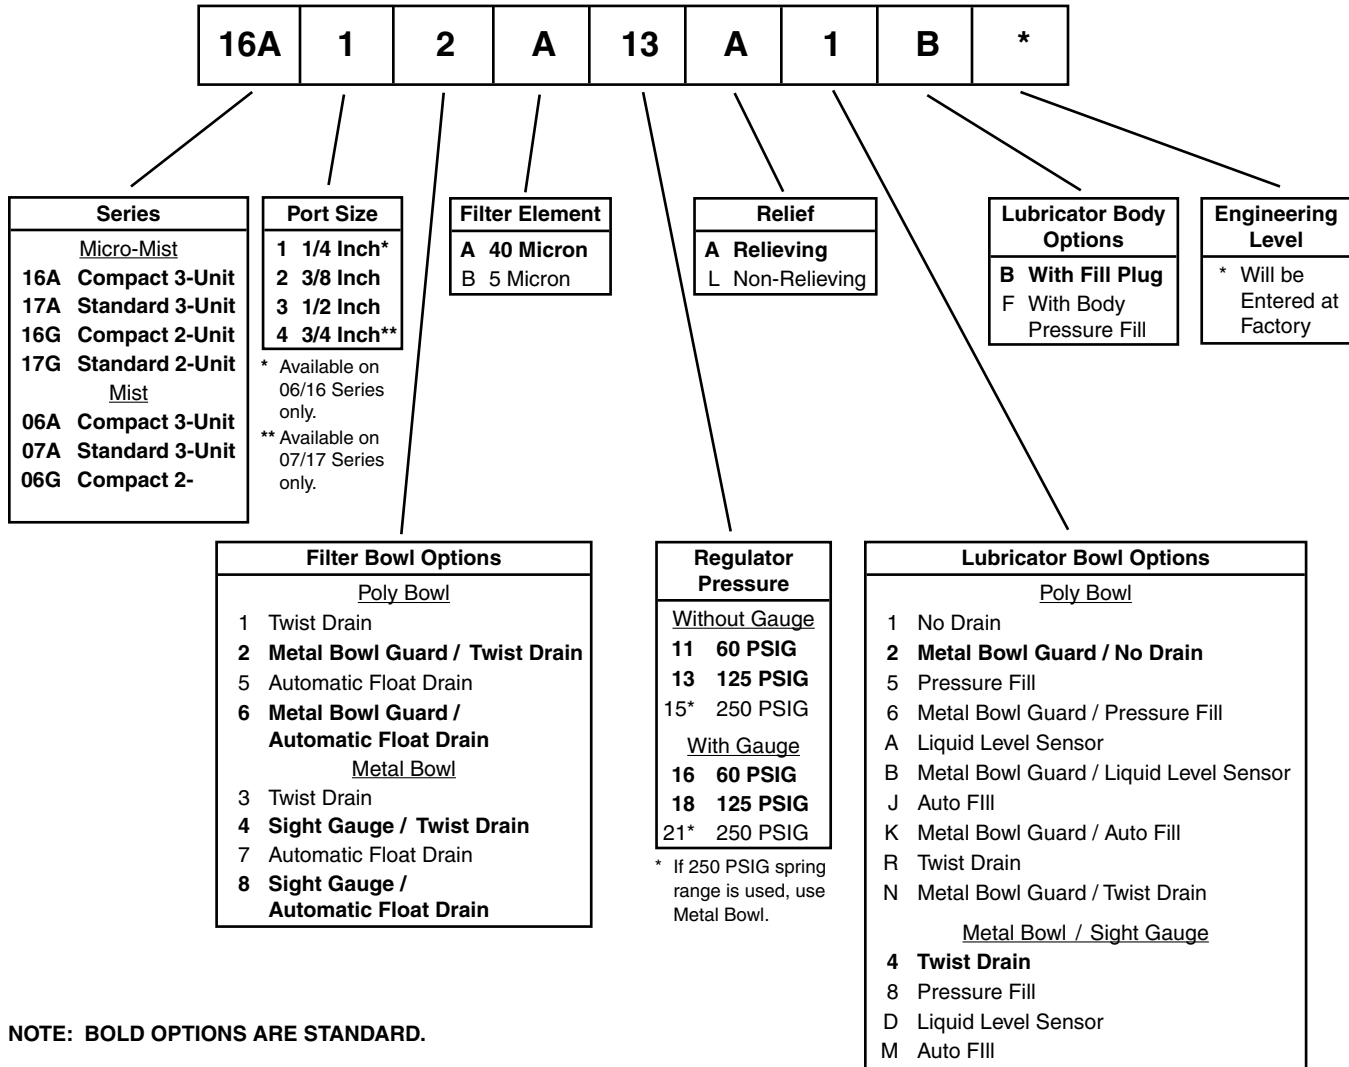 16A 1 2 A 13 A 1 B *
Series
Micro-Mist
16A Compact 3-Unit
17A Standard 3-Unit
16G Compact 2-Unit
17G Standard 2-Unit
Mist
06A Compact 3-Unit
07A Standard 3-Unit
06G Compact 2-
Port Size
1 1/4 Inch*
2 3/8 Inch
3 1/2 Inch
4 3/4 Inch**
* Available on
06/16 Series
only.
** Available on
07/17 Series
only.
Filter Element
A 40 Micron
B 5 Micron
Relief
A Relieving
L Non-Relieving
Lubricator Body
Options
B With Fill Plug
F With Body
Pressure Fill
Engineering
Level
* Will be
Entered at
Factory
Filter Bowl Options
Poly Bowl
1 Twist Drain
2 Metal Bowl Guard / Twist Drain
5 Automatic Float Drain
6 Metal Bowl Guard /
Automatic Float Drain
Metal Bowl
3 Twist Drain
4 Sight Gauge / Twist Drain
7 Automatic Float Drain
8 Sight Gauge /
Automatic Float Drain
Regulator
Pressure
Without Gauge
11 60 PSIG
13 125 PSIG
15* 250 PSIG
With Gauge
16 60 PSIG
18 125 PSIG
21* 250 PSIG
* If 250 PSIG spring
range is used, use
Metal Bowl.
Lubricator Bowl Options
Poly Bowl
1 No Drain
2 Metal Bowl Guard / No Drain
5 Pressure Fill
6 Metal Bowl Guard / Pressure Fill
A Liquid Level Sensor
B Metal Bowl Guard / Liquid Level Sensor
J Auto FIll
K Metal Bowl Guard / Auto Fill
R Twist Drain
N Metal Bowl Guard / Twist Drain
Metal Bowl / Sight Gauge
4 Twist Drain
8 Pressure Fill
D Liquid Level Sensor
M Auto FIll
NOTE: BOLD OPTIONS ARE STANDARD.